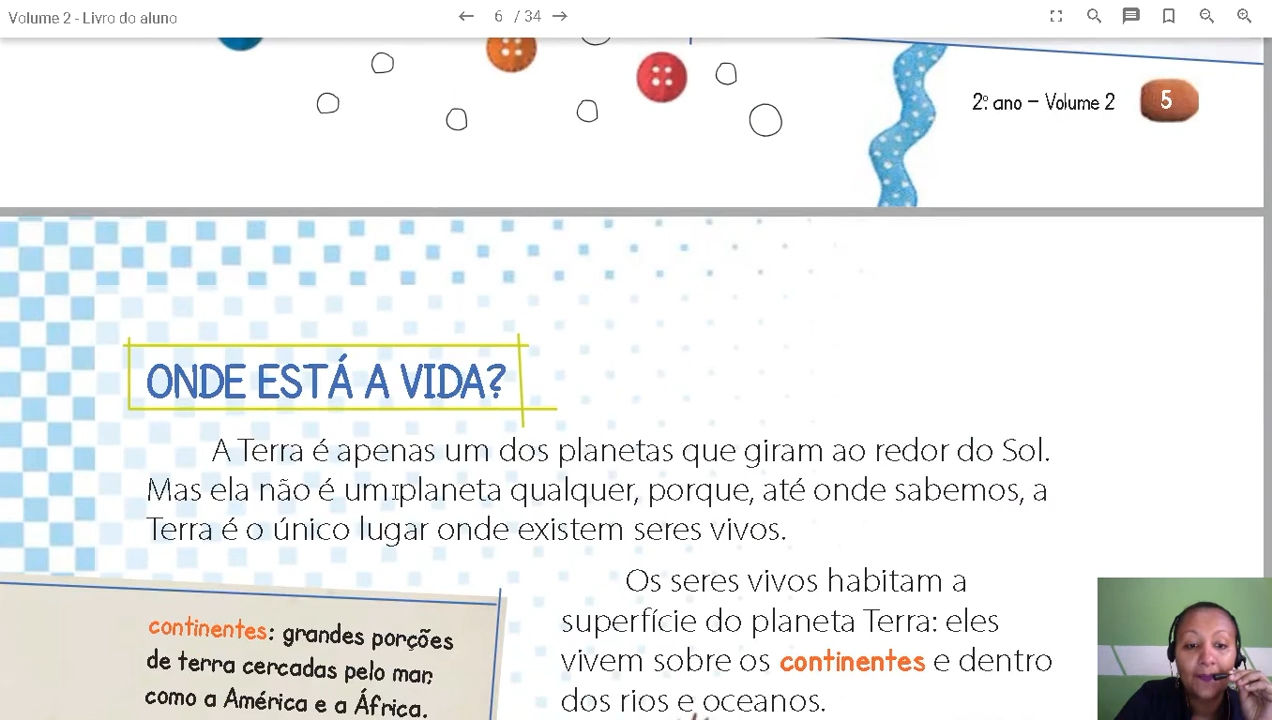 Volume 2 - Livro do aluno
6 / 34
2º ano – Volume 2
5
ONDE ESTÁ A VIDA?
A Terra é apenas um dos planetas que giram ao redor do Sol.
Mas ela não é um planeta qualquer, porque, até onde sabemos, a
Terra é o único lugar onde existem seres vivos.
continentes: grandes porções
de terra cercadas pelo mar,
como a América e a África.
Os seres vivos habitam a
superfície do planeta Terra: eles
vivem sobre os continentes e dentro
dos rios e oceanos.